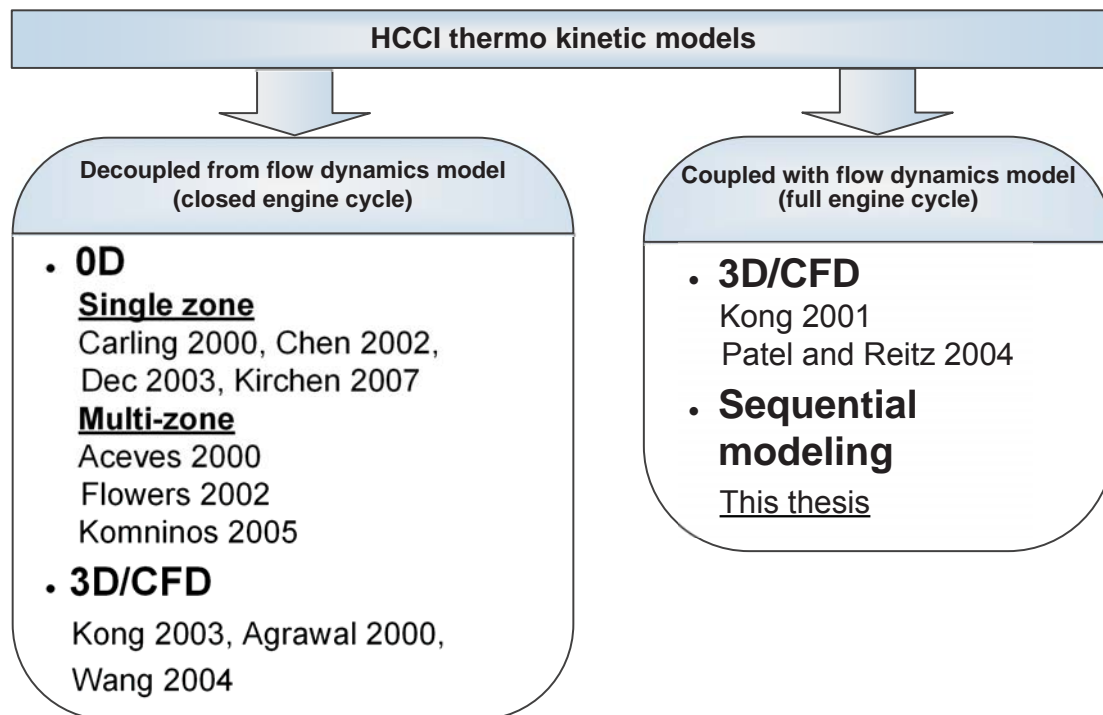 HCCI thermo kinetic models
Decoupled from flow dynamics model
(closed engine cycle)
• 0D
Single zone
Carling 2000, Chen 2002,
Dec 2003, Kirchen 2007
Multi-zone
Aceves 2000
Flowers 2002
Komninos 2005
• 3D/CFD
Kong 2003, Agrawal 2000,
Wang 2004
Coupled with flow dynamics model
(full engine cycle)
• 3D/CFD
Kong 2001
Patel and Reitz 2004
• Sequential
modeling
This thesis